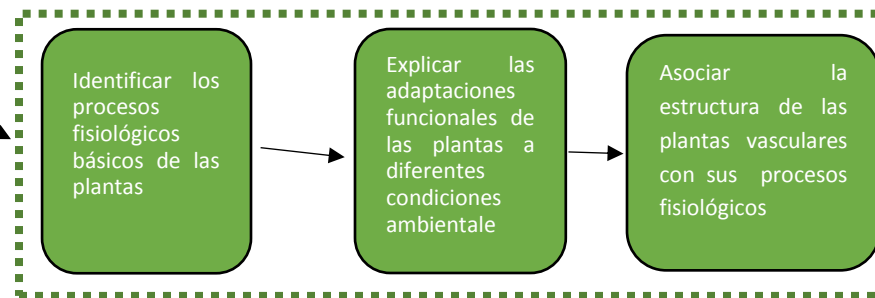 Identificar los
procesos
fisiológicos
básicos de las
plantas
Explicar las
adaptaciones
funcionales de
las plantas a
diferentes
condiciones
ambientale
Asociar la
estructura de las
plantas vasculares
con sus procesos
fisiológicos